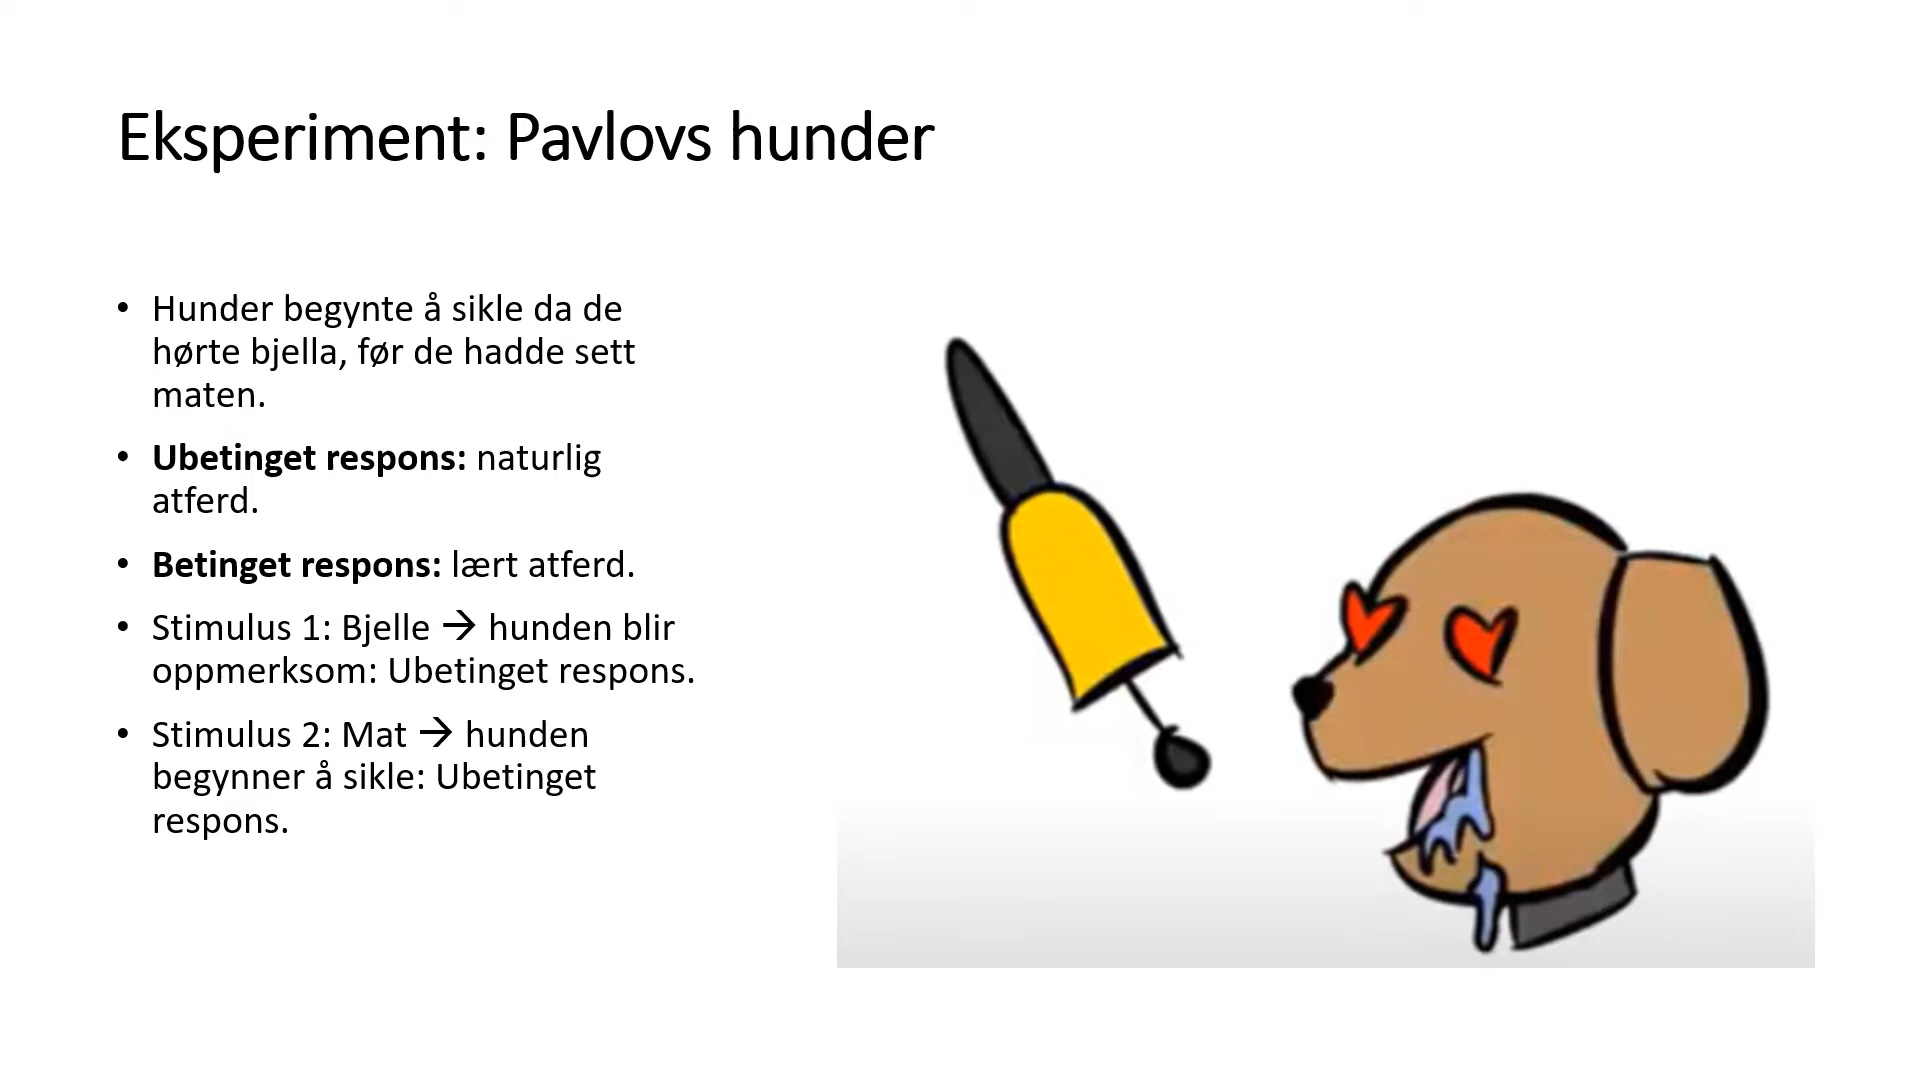 Eksperiment: Pavlovs hunder
• Hunder begynte å sikle da de
hørte bjella, før de hadde sett
maten.
• Ubetinget respons: naturlig
atferd.
• Betinget respons: lært atferd.
• Stimulus 1: Bjelle → hunden blir
oppmerksom: Ubetinget respons.
• Stimulus 2: Mat → hunden
begynner å sikle: Ubetinget
respons.